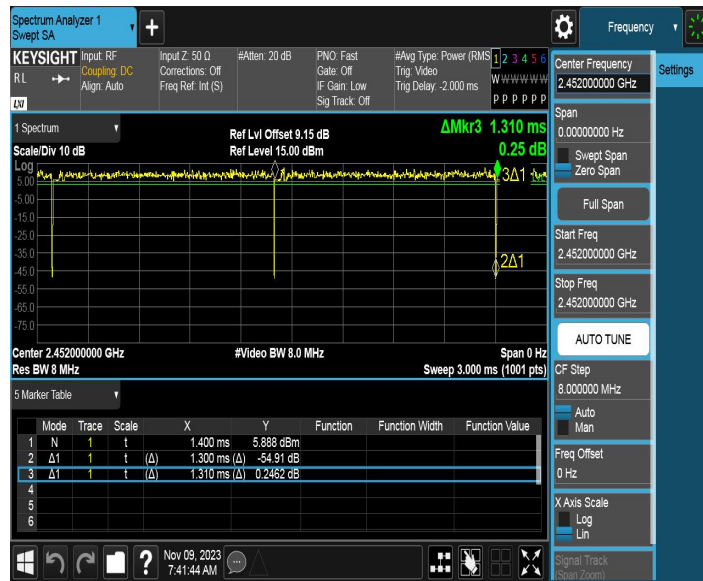 Spectrum Analyzer 1
Swept SA
Frequency
KEYSIGHT
RL
LXI
Input: RF
Coupling: DC
Align: Auto
Input Z: 50 Ω
Corrections: Off
Freq Ref: Int (S)
#Atten: 20 dB
PNO: Fast
Gate: Off
IF Gain: Low
Sig Track: Off
#Avg Type: Power (RMS
Trig: Video
Trig Delay: -2.000 ms
1 2 3 4 5 6
W W W W W W
P P P P P P
1 Spectrum
Scale/Div 10 dB
Ref Lvl Offset 9.15 dB
Ref Level 15.00 dBm
ΔMkr3 1.310 ms
0.25 dB
Log
5.00
-5.00
-15.0
-25.0
-35.0
-45.0
-55.0
-65.0
-75.0
3Δ1
2Δ1
Center 2.452000000 GHz
#Video BW 8.0 MHz
Span 0 Hz
Res BW 8 MHz
Sweep 3.000 ms (1001 pts)
5 Marker Table
Mode Trace Scale X Y Function Function Width Function Value
1 N 1 t 1.400 ms 5.888 dBm
2 Δ1 1 t (Δ) 1.300 ms (Δ) -54.91 dB
3 Δ1 1 t (Δ) 1.310 ms (Δ) 0.2462 dB
4
5
6
Nov 09, 2023
7:41:44 AM
Center Frequency
2.452000000 GHz
Settings
Span
0.00000000 Hz
Swept Span
Zero Span
Full Span
Start Freq
2.452000000 GHz
Stop Freq
2.452000000 GHz
AUTO TUNE
CF Step
8.000000 MHz
Auto
Man
Freq Offset
0 Hz
X Axis Scale
Log
Lin
Signal Track
(Span Zoom)